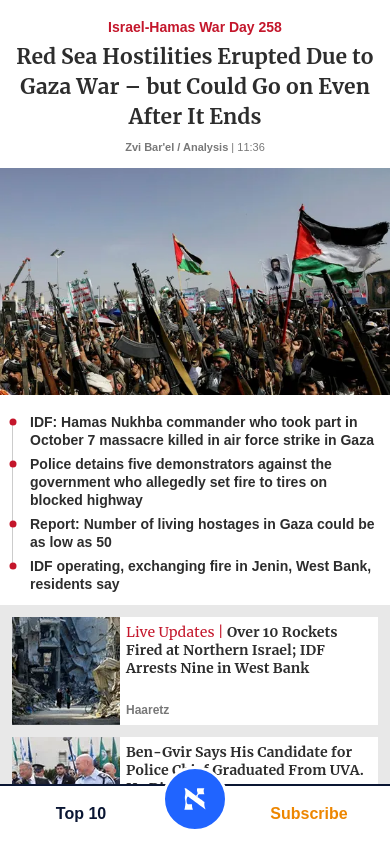 Israel-Hamas War Day 258
Red Sea Hostilities Erupted Due to
Gaza War – but Could Go on Even
After It Ends
Zvi Bar'el / Analysis | 11:36
IDF: Hamas Nukhba commander who took part in
October 7 massacre killed in air force strike in Gaza
Police detains five demonstrators against the
government who allegedly set fire to tires on
blocked highway
Report: Number of living hostages in Gaza could be
as low as 50
IDF operating, exchanging fire in Jenin, West Bank,
residents say
Live Updates | Over 10 Rockets
Fired at Northern Israel; IDF
Arrests Nine in West Bank
Haaretz
Ben-Gvir Says His Candidate for
Police Chief Graduated From UVA.
Top 10
Subscribe